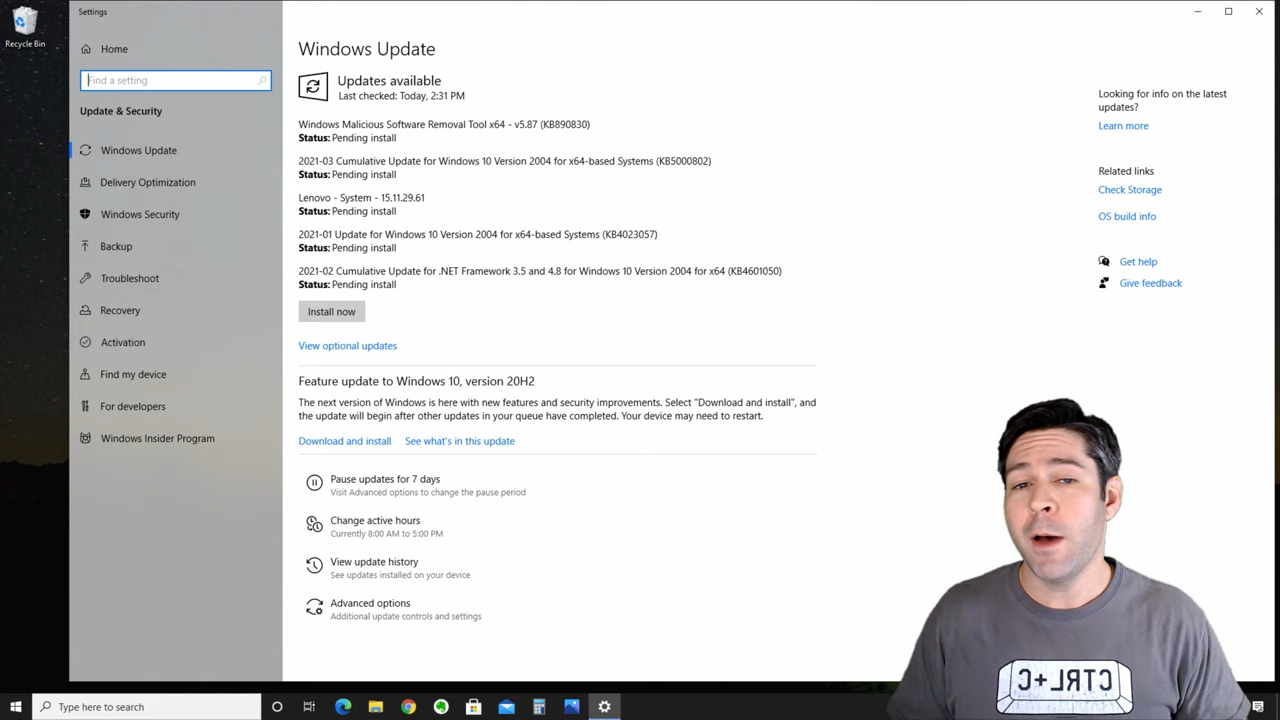 Recycle Bin
Settings
Home
Find a setting
Update & Security
Windows Update
Delivery Optimization
Windows Security
Backup
Troubleshoot
Recovery
Activation
Find my device
For developers
Windows Insider Program
Windows Update
Updates available
Last checked: Today, 2:31 PM
Windows Malicious Software Removal Tool x64 - v5.87 (KB890830)
Status: Pending install
2021-03 Cumulative Update for Windows 10 Version 2004 for x64-based Systems (KB5000802)
Status: Pending install
Lenovo - System - 15.11.29.61
Status: Pending install
2021-01 Update for Windows 10 Version 2004 for x64-based Systems (KB4023057)
Status: Pending install
2021-02 Cumulative Update for .NET Framework 3.5 and 4.8 for Windows 10 Version 2004 for x64 (KB4601050)
Status: Pending install
Install now
View optional updates
Feature update to Windows 10, version 20H2
The next version of Windows is here with new features and security improvements. Select "Download and install", and
the update will begin after other updates in your queue have completed. Your device may need to restart.
Download and install See what's in this update
Pause updates for 7 days
Visit Advanced options to change the pause period
Change active hours
Currently 8:00 AM to 5:00 PM
View update history
See updates installed on your device
Advanced options
Additional update controls and settings
Looking for info on the latest
updates?
Learn more
Related links
Check Storage
OS build info
Get help
Give feedback
CTRL+C
Type here to search